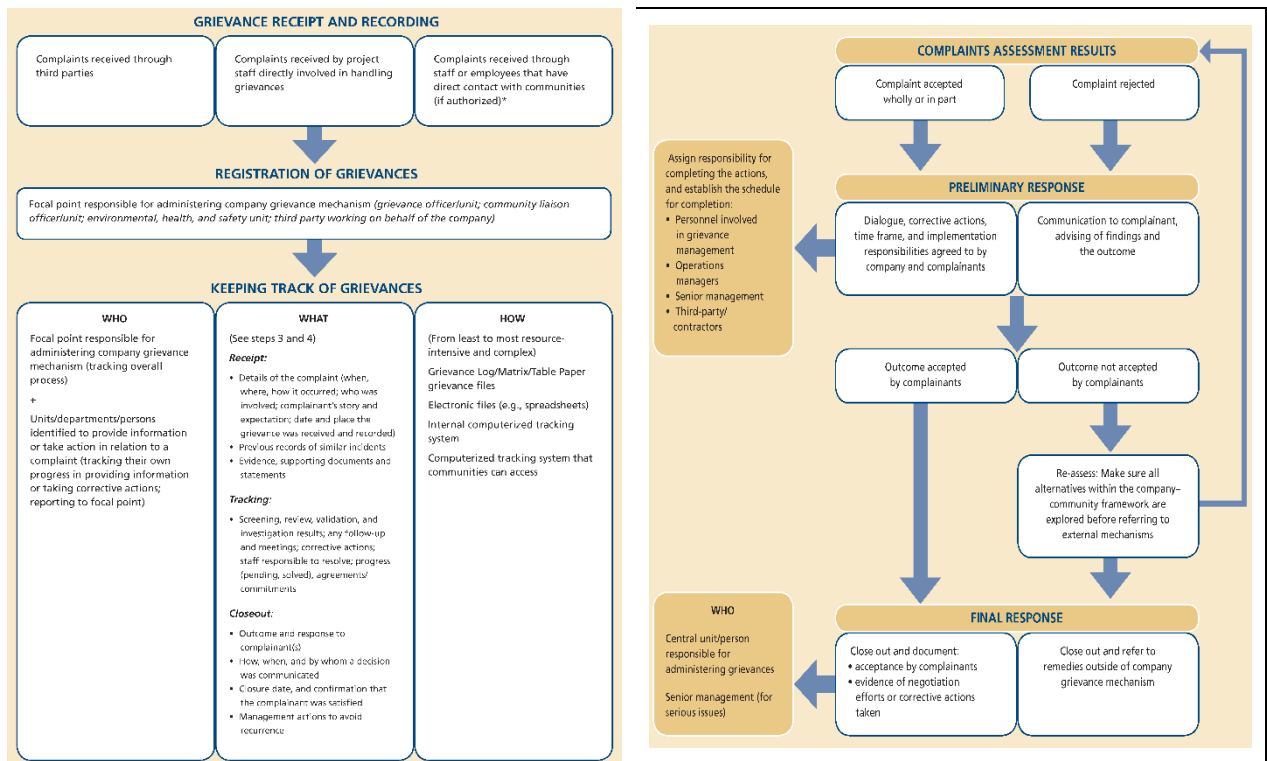 GRIEVANCE RECEIPT AND RECORDING
Complaints received through
third parties
Complaints received by project
staff directly involved in handling
grievances
Complaints received through
staff or employees that have
direct contact with communities
(if authorized)*
REGISTRATION OF GRIEVANCES
Focal point responsible for administering company grievance mechanism (grievance officer/unit; community liaison
officer/unit; environmental, health, and safety unit; third party working on behalf of the company)
KEEPING TRACK OF GRIEVANCES
WHO
Focal point responsible for
administering company grievance
mechanism (tracking overall
process)
+
Units/departments/persons
identified to provide information
or take action in relation to a
complaint (tracking their own
progress in providing information
or taking corrective actions;
reporting to focal point)
WHAT
(See steps 3 and 4)
Receipt:
• Details of the complaint (when,
where, how it occurred; who was
involved; complainant's story and
expectation; date and place the
grievance was received and recorded)
• Previous records of similar incidents
• Evidence, supporting documents and
statements
Tracking:
• Screening, review, validation, and
investigation results; any follow-up
and meetings; corrective actions;
staff responsible to resolve; progress
(pending, solved), agreements/
commitments
Closeout:
• Outcome and response to
complainant(s)
• How, when, and by whom a decision
was communicated
• Closure date, and confirmation that
the complainant was satisfied
• Management actions to avoid
recurrence
HOW
(From least to most resource-
intensive and complex)
Grievance Log/Matrix/Table Paper
grievance files
Electronic files (e.g., spreadsheets)
Internal computerized tracking
system
Computerized tracking system that
communities can access
COMPLAINTS ASSESSMENT RESULTS
Complaint accepted
wholly or in part
Complaint rejected
Assign responsibility for
completing the actions,
and establish the schedule
for completion:
▪ Personnel involved
in grievance
management
▪ Operations
managers
▪ Senior management
▪ Third-party/
contractors
PRELIMINARY RESPONSE
Dialogue, corrective actions,
time frame, and implementation
responsibilities agreed to by
company and complainants
Communication to complainant,
advising of findings and
the outcome
Outcome accepted
by complainants
Outcome not accepted
by complainants
Re-assess: Make sure all
alternatives within the company–
community framework are
explored before referring to
external mechanisms
WHO
Central unit/person
responsible for
administering grievances
Senior management (for
serious issues)
FINAL RESPONSE
Close out and document:
• acceptance by complainants
• evidence of negotiation
efforts or corrective actions
taken
Close out and refer to
remedies outside of company
grievance mechanism